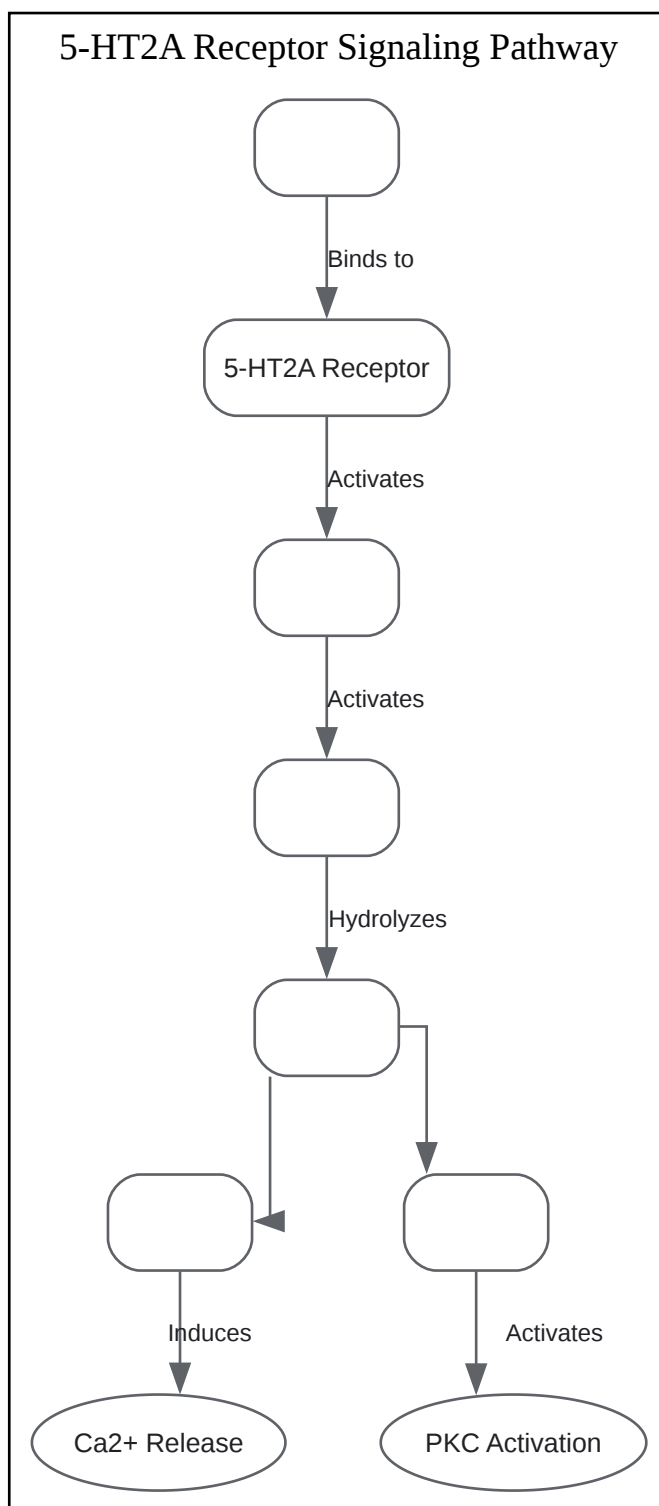 5-HT2A Receptor Signaling Pathway
Binds to
5-HT2A Receptor
Activates
Activates
Hydrolyzes
Induces
Activates
Ca2+ Release
PKC Activation